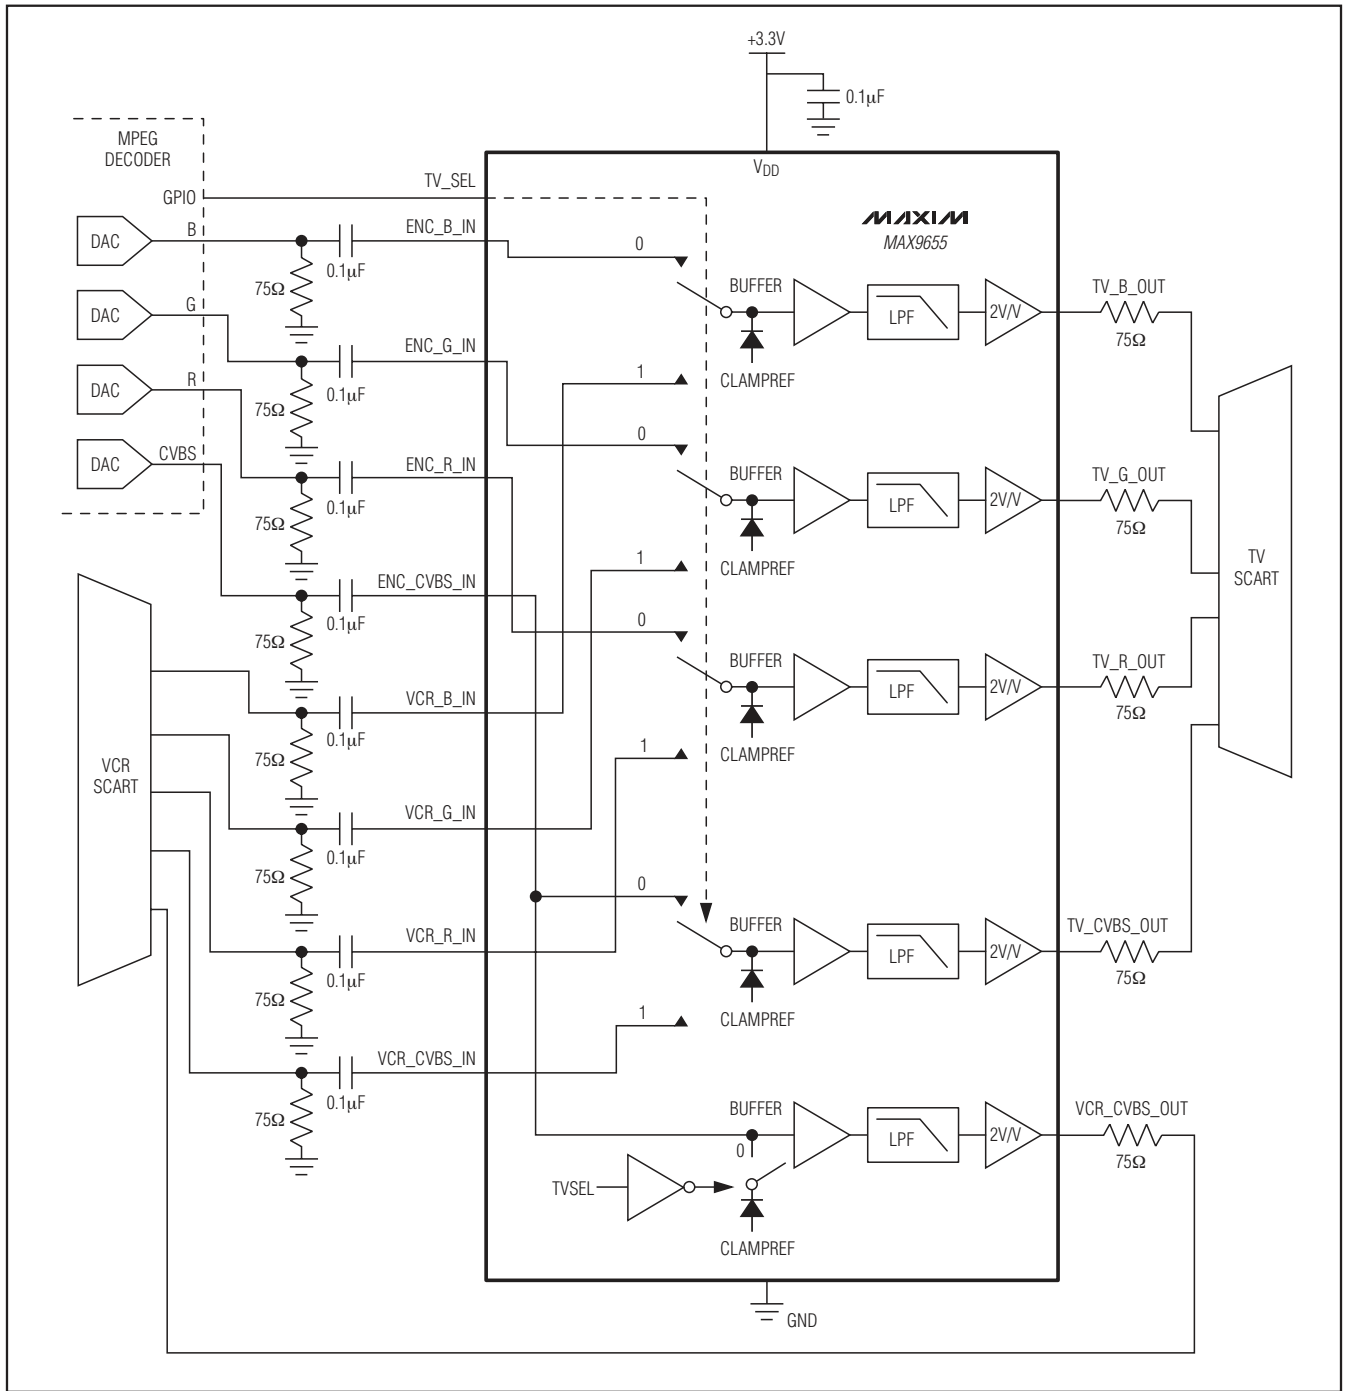 +3.3V
0.1µF
MPEG
DECODER
V_DD
TV_SEL
GPIO
MAXIM
MAX9655
DAC
B
ENC_B_IN
0
0.1µF
75Ω
BUFFER
TV_B_OUT
LPF
2V/V
75Ω
DAC
G
ENC_G_IN
1
CLAMPREF
0.1µF
75Ω
DAC
R
0
DAC
CVBS
ENC_R_IN
BUFFER
TV_G_OUT
LPF
2V/V
75Ω
0.1µF
75Ω
1
CLAMPREF
TV
SCART
ENC_CVBS_IN
0.1µF
0
75Ω
BUFFER
TV_R_OUT
LPF
2V/V
75Ω
VCR_B_IN
0.1µF
1
CLAMPREF
75Ω
VCR
SCART
VCR_G_IN
0.1µF
75Ω
0
VCR_R_IN
BUFFER
TV_CVBS_OUT
LPF
2V/V
75Ω
0.1µF
75Ω
1
CLAMPREF
VCR_CVBS_IN
0.1µF
75Ω
BUFFER
VCR_CVBS_OUT
LPF
2V/V
75Ω
0
TVSEL
CLAMPREF
GND